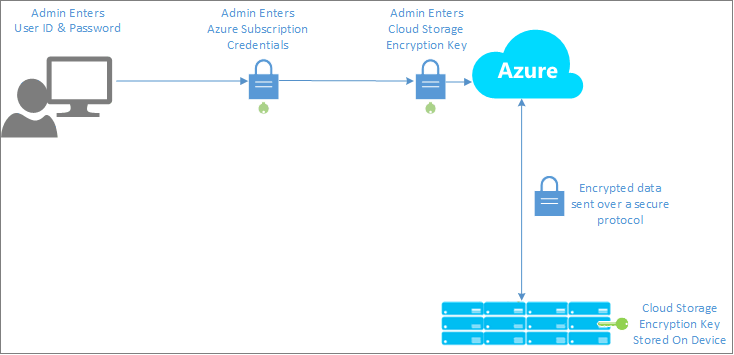 Admin Enters
User ID & Password
Admin Enters
Azure Subscription
Credentials
Admin Enters
Cloud Storage
Encryption Key
Azure
Encrypted data
sent over a secure
protocol
Cloud Storage
Encryption Key
Stored On Device